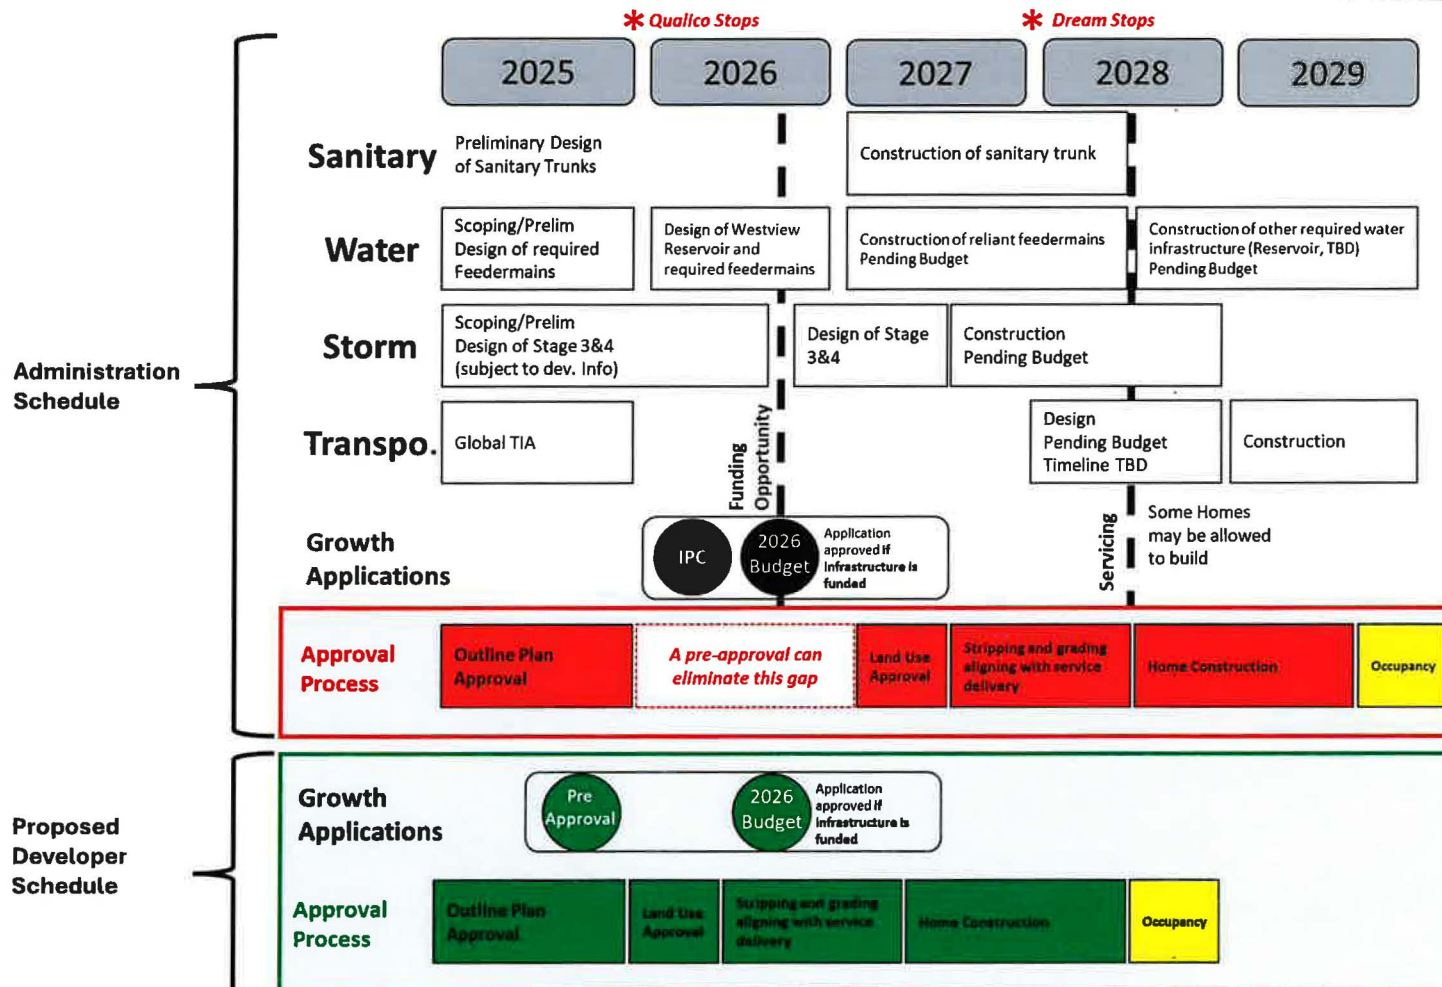 * Qualico Stops
* Dream Stops
2025
2026
2027
2028
2029
Sanitary
Preliminary Design
of Sanitary Trunks
Construction of sanitary trunk
Water
Scoping/Prelim
Design of required
Feedermains
Design of Westview
Reservoir and
required feedermains
Construction of reliant feedermains
Pending Budget
Construction of other required water
infrastructure (Reservoir, TBD)
Pending Budget
Storm
Scoping/Prelim
Design of Stage 3&4
(subject to dev. Info)
Design of Stage
3&4
Construction
Pending Budget
Administration
Schedule
Transpo.
Global TIA
Funding
Opportunity
Design
Pending Budget
Timeline TBD
Construction
Growth
Applications
IPC
2026
Budget
Application
approved if
infrastructure is
funded
Servicing
Some Homes
may be allowed
to build
Approval
Process
Outline Plan
Approval
A pre-approval can
eliminate this gap
Land Use
Approval
Stripping and grading
aligning with service
delivery
Home Construction
Occupancy
Proposed
Developer
Schedule
Growth
Applications
Pre
Approval
2026
Budget
Application
approved if
infrastructure is
funded
Approval
Process
Outline Plan
Approval
Land Use
Approval
Stripping and grading
aligning with service
delivery
Home Construction
Occupancy